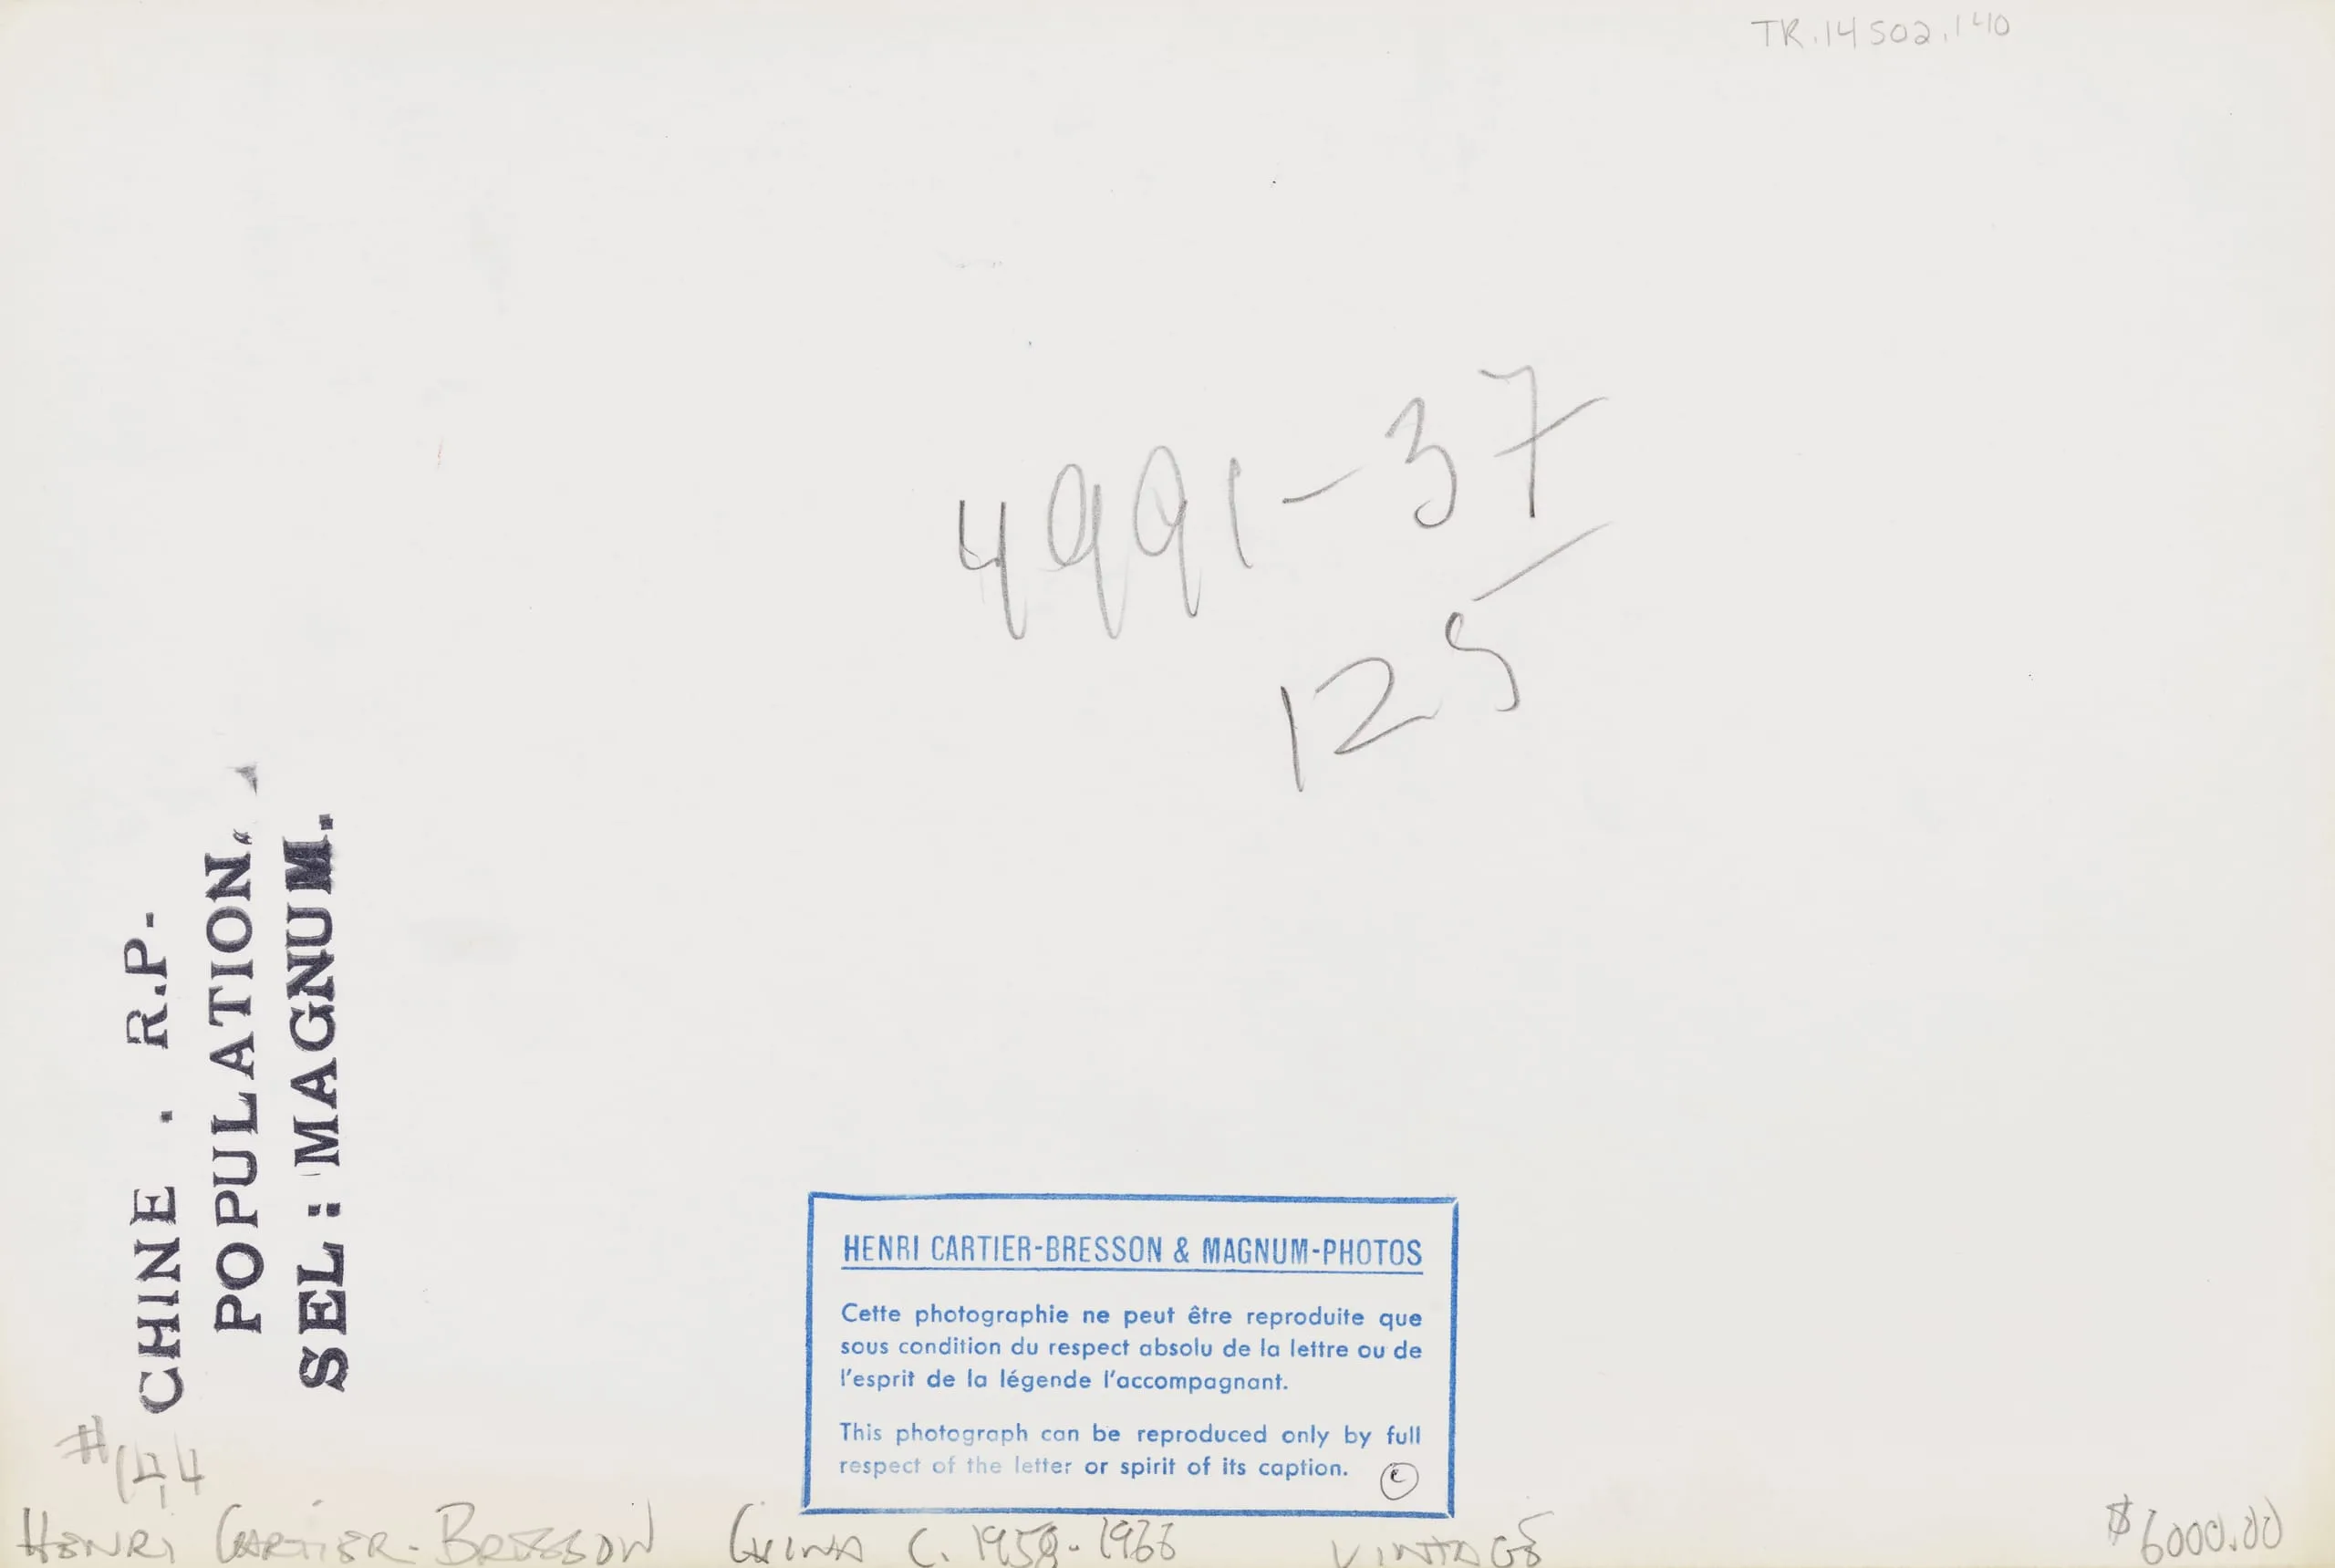 TR.14502.140
4991-37
125
CHINE . R.P.
POPULATION.
SEL : MAGNUM.
HENRI CARTIER-BRESSON & MAGNUM-PHOTOS
Cette photographie ne peut être reproduite que
sous condition du respect absolu de la lettre ou de
l'esprit de la légende l'accompagnant.
This photograph can be reproduced only by full
respect of the letter or spirit of its caption. ©
#144
HENRI CARTIER-BRESSON CHINA C. 1958-1966 VINTAGE $6000.00